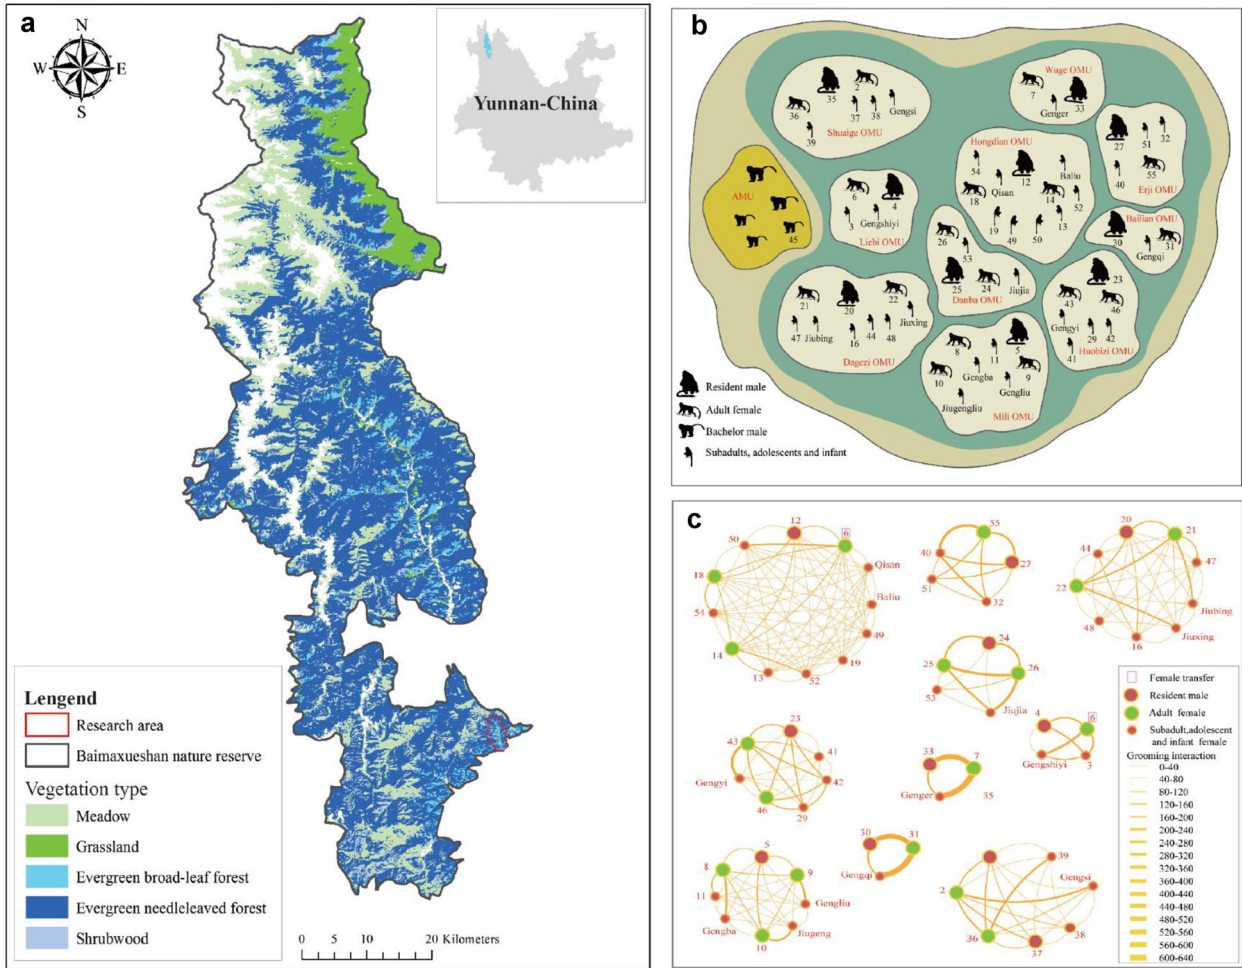 a
N
W
E
S
Yunnan-China
Lengend
Research area
Baimaxueshan nature reserve
Vegetation type
Meadow
Grassland
Evergreen broad-leaf forest
Evergreen needleleaved forest
Shrubwood
0 5 10 20 Kilometers
b
35 2
36 37 38 Gengsi
39 Shuaige OMU
Wuge OMU
7 Genger 33
27 51 32
40 55
Erji OMU
Hongdian OMU
54 12 Baliu
Qisan
18 14 52
19 49 50 13
AMU
45
6 4
3 Gengshiyi
Liebi OMU
Bailian OMU
30 31
Gengqi
26 53
25 24 Jiujia
Danba OMU
21 20 22
47 Jiubing 16 44 48 Jiuxing
Dagezi OMU
23
43 46
Gengyi 29 42
41 Huobizi OMU
8 11 5
10 Gengba 9
Gengliu
Jiugengliu
Mili OMU
Resident male
Adult female
Bachelor male
Subadults, adolescents and infant
c
12
50 6
18 Qisan
54 Baliu
14 49
13 52 19
55
40 27
51 32
20 21
44 47
22 Jiubing
48 Jiuxing
16
24
25 26
53 Jiujia
4 6
Gengshiyi 3
23
43 41
Gengyi 42
46 29
33 7
Genger 35
30 31
Gengqi
5
8 9
11 Gengliu
Gengba Jiugeng
10
39
2 Gengsi
36 38
37
Female transfer
Resident male
Adult female
Subadult,adolescent
and infant female
Grooming interaction
0-40
40-80
80-120
120-160
160-200
200-240
240-280
280-320
320-360
360-400
400-440
440-480
480-520
520-560
560-600
600-640